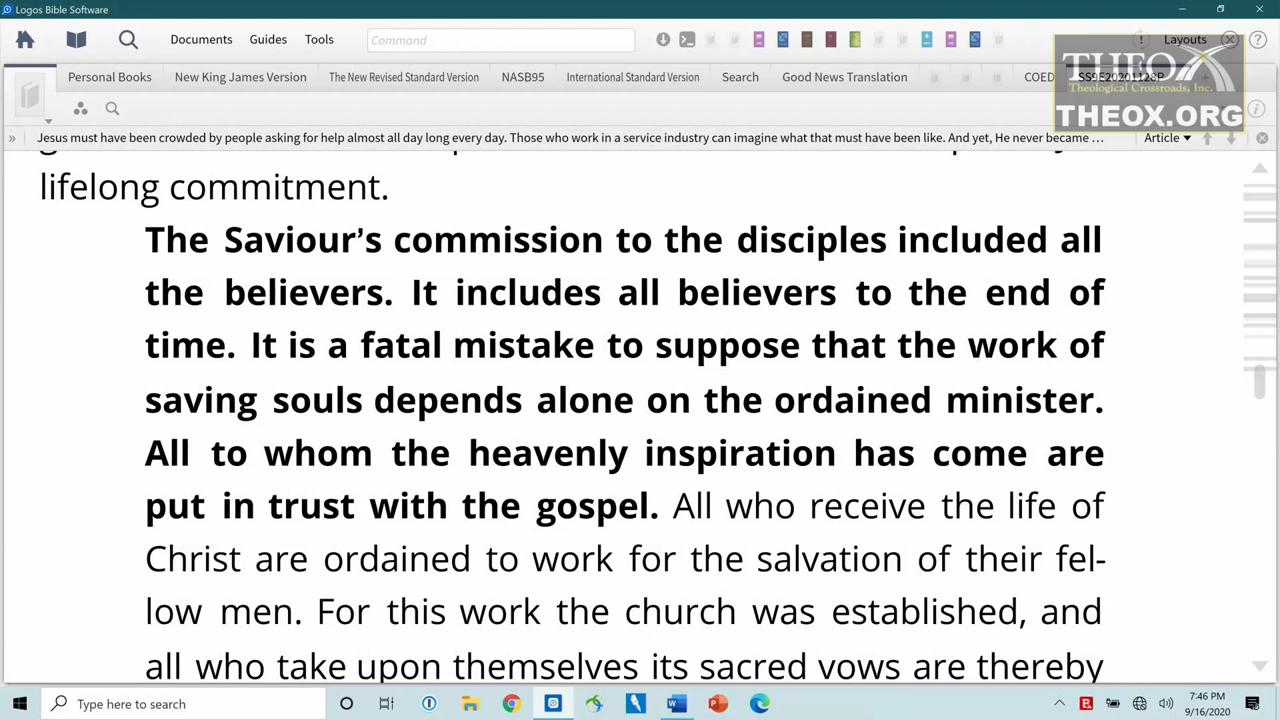 Logos Bible Software
Documents Guides Tools Command Layouts
Personal Books New King James Version The New Revised Standard Version NASB95 International Standard Version Search Good News Translation COED SS9E20201128P
THEOX
Theological Crossroads, Inc.
THEOX.ORG
» Jesus must have been crowded by people asking for help almost all day long every day. Those who work in a service industry can imagine what that must have been like. And yet, He never became … Article
lifelong commitment.
The Saviour’s commission to the disciples included all
the believers. It includes all believers to the end of
time. It is a fatal mistake to suppose that the work of
saving souls depends alone on the ordained minister.
All to whom the heavenly inspiration has come are
put in trust with the gospel. All who receive the life of
Christ are ordained to work for the salvation of their fel-
low men. For this work the church was established, and
all who take upon themselves its sacred vows are thereby
Type here to search
7:46 PM
9/16/2020